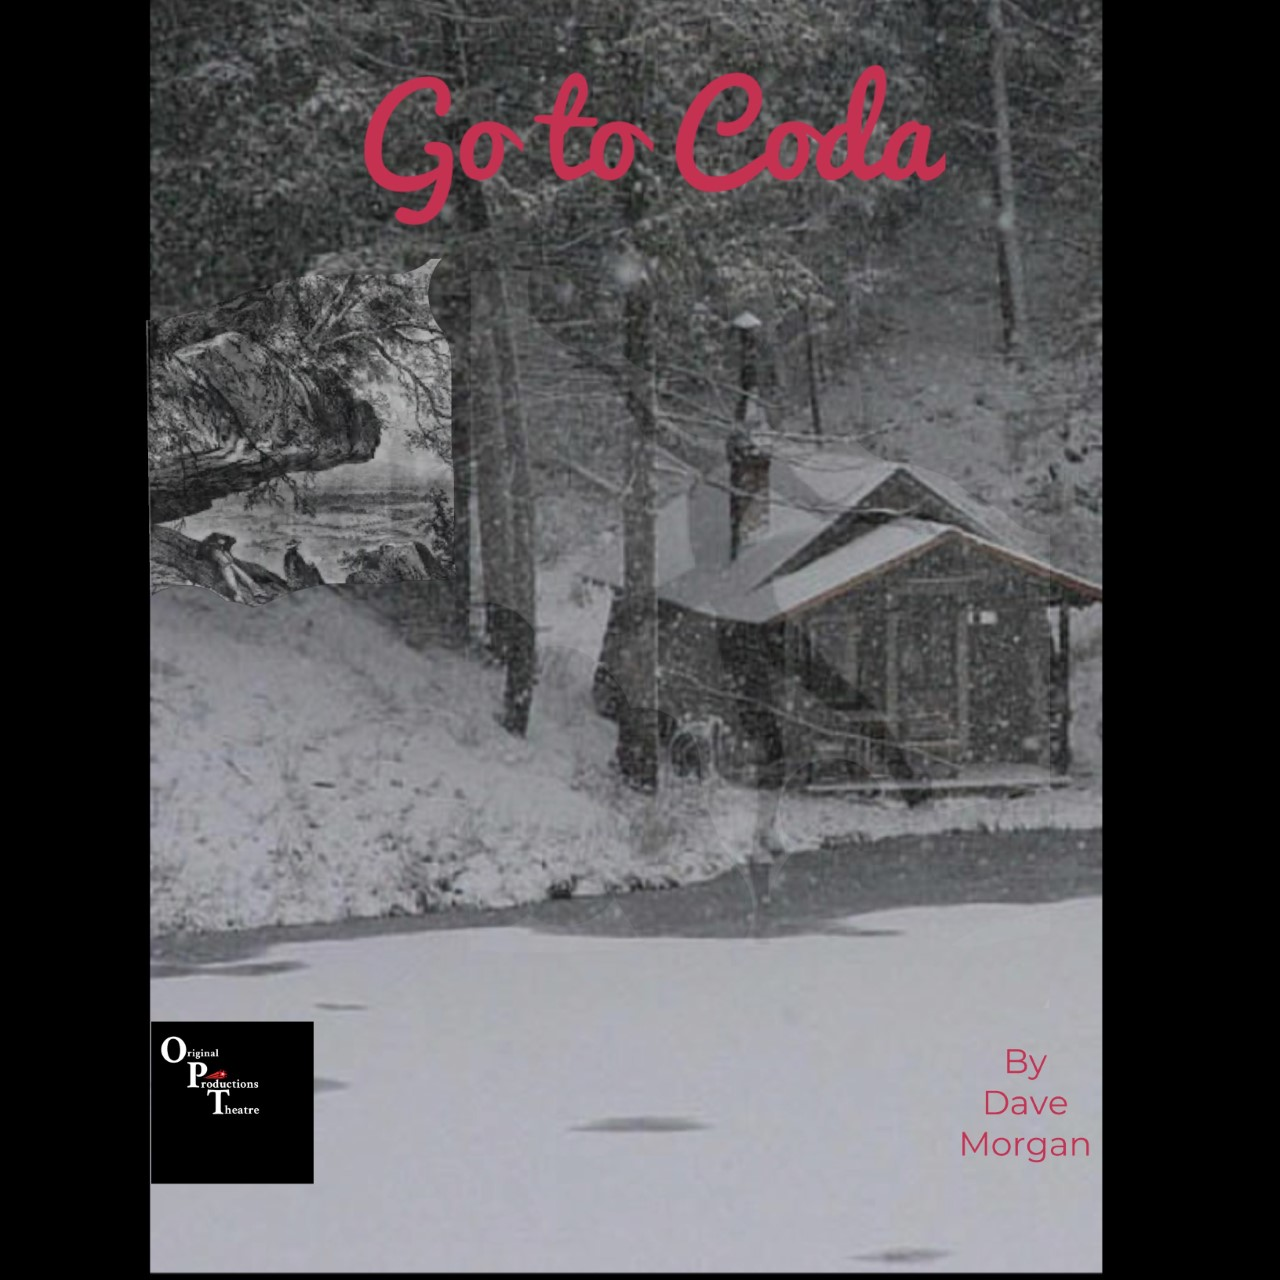 Go to Coda
Original
Productions
Theatre
By
Dave
Morgan